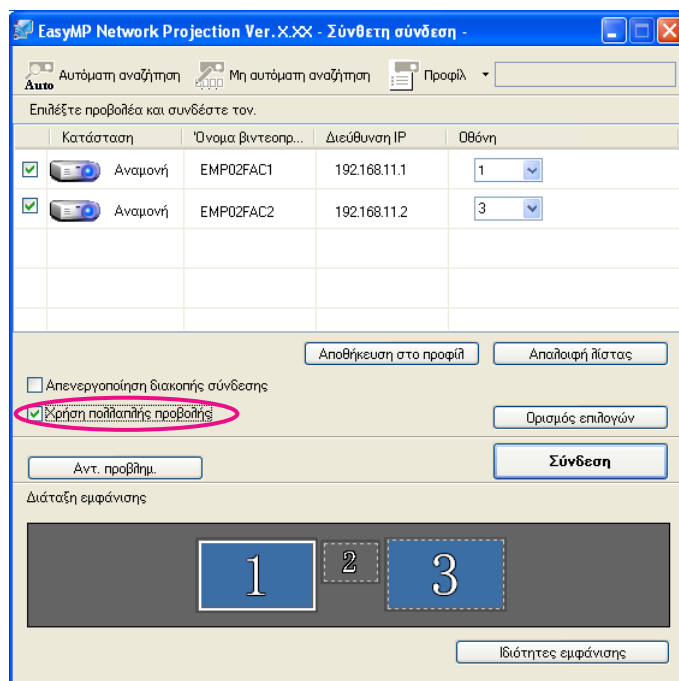 EasyMP Network Projection Ver.X.XX - Σύνθετη σύνδεση -
Auto Αυτόματη αναζήτηση Μη αυτόματη αναζήτηση Προφίλ
Επιλέξτε προβολέα και συνδέστε τον.
Κατάσταση Όνομα βιντεοπρ... Διεύθυνση IP Οθόνη
Αναμονή EMP02FAC1 192.168.11.1 1
Αναμονή EMP02FAC2 192.168.11.2 3
Αποθήκευση στο προφίλ Απαλοιφή λίστας
Απενεργοποίηση διακοπής σύνδεσης
Χρήση πολλαπλής προβολής Ορισμός επιλογών
Αντ. προβλημ. Σύνδεση
Διάταξη εμφάνισης
1 2 3
Ιδιότητες εμφάνισης